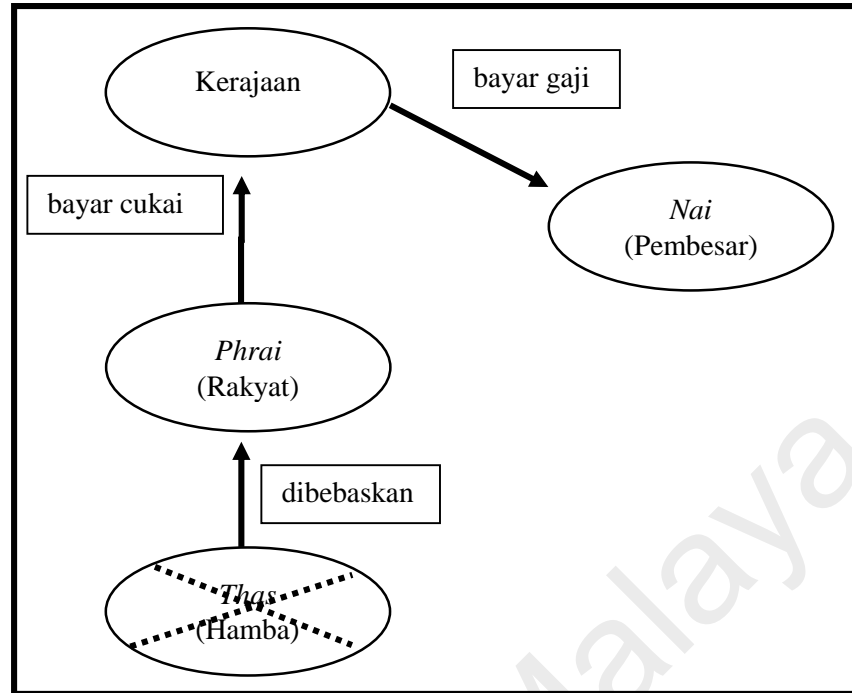 Kerajaan
bayar gaji
bayar cukai
Nai
(Pembesar)
Phrai
(Rakyat)
dibebaskan
Thas
(Hamba)
Malaya